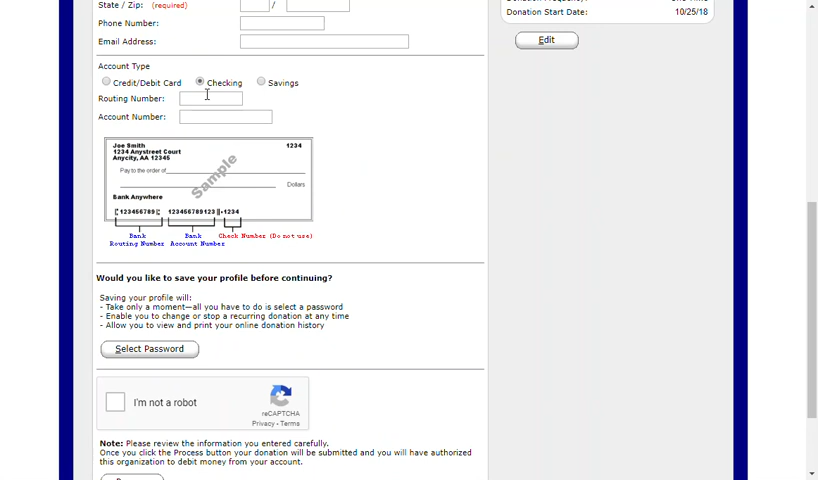 State / Zip: (required) /
10/25/18
Donation Start Date:
Phone Number:
Email Address:
Edit
Account Type
Credit/Debit Card Checking Savings
Routing Number:
Account Number:
Joe Smith 1234
1234 Anystreet Court
Anycity, AA 12345
Pay to the order of
Sample
Dollars
Bank Anywhere
123456789 123456789123 1234
Bank Routing Number
Bank Account Number
Check Number (Do not use)
Would you like to save your profile before continuing?
Saving your profile will:
- Take only a moment—all you have to do is select a password
- Enable you to change or stop a recurring donation at any time
- Allow you to view and print your online donation history
Select Password
I'm not a robot
reCAPTCHA
Privacy - Terms
Note: Please review the information you entered carefully.
Once you click the Process button your donation will be submitted and you will have authorized
this organization to debit money from your account.